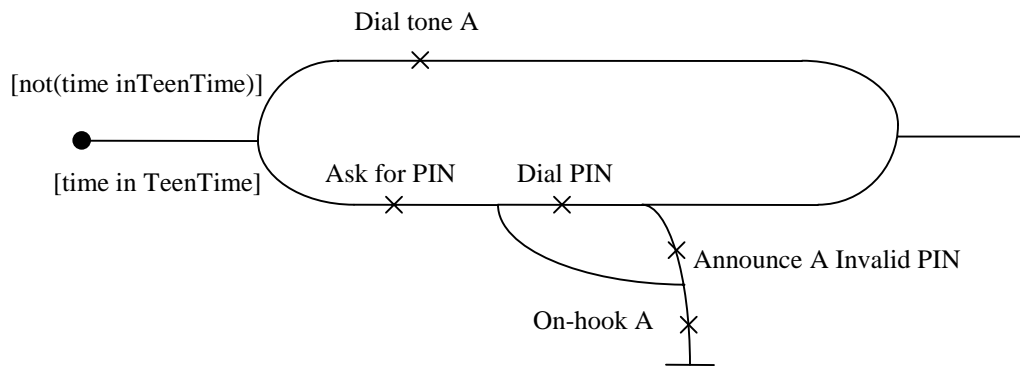 Dial tone A
[not(time inTeenTime)]
[time in TeenTime]
Ask for PIN
Dial PIN
Announce A Invalid PIN
On-hook A